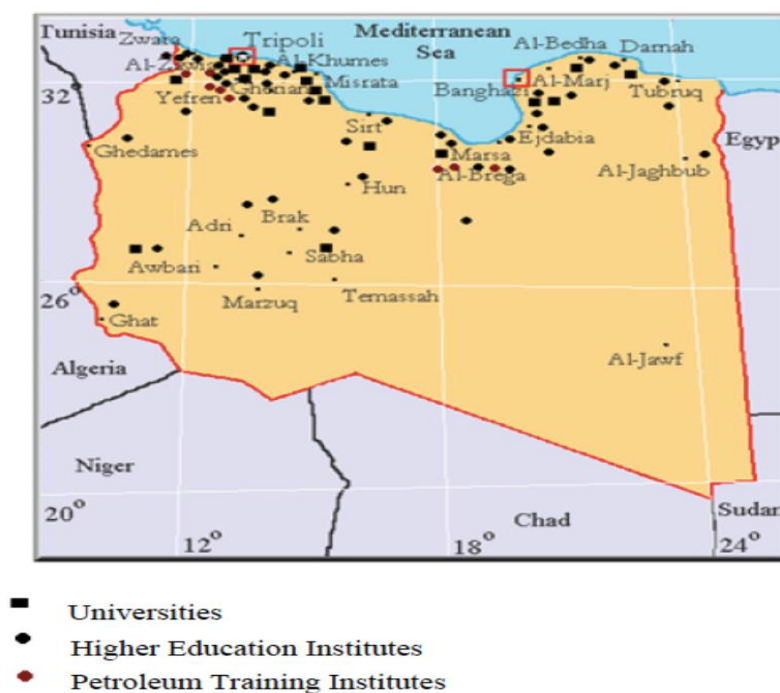 Tunisia
Mediterranean
Sea
Zwara
Tripoli
Al-Bedha
Darnah
Al-Zawia
Al-Khumes
Banghazi
Al-Marj
32°
Yefren
Gherian
Misrata
Tubruq
Sirt
Ejdabia
Egyp
Ghedames
Marsa
Al-Brega
Al-Jaghbub
Hun
Adri
Brak
Awbari
Sabha
26°
Marzuq
Temassah
Ghat
Al-Jawf
Algeria
Niger
20°
Chad
Sudan
12°
18°
24°
Universities
Higher Education Institutes
Petroleum Training Institutes